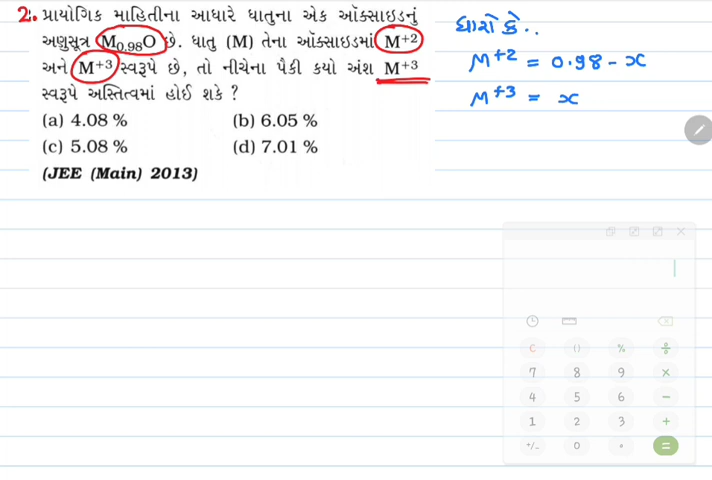 2. પ્રાયોગિક માહિતીના આધારે ધાતુના એક ઑક્સાઇડનું
અણુસૂત્ર M0.98O છે. ધાતુ (M) તેના ઑક્સાઇડમાં M+2
અને M+3 સ્વરૂપે છે, તો નીચેના પૈકી કયો અંશ M+3
સ્વરૂપે અસ્તિત્વમાં હોઈ શકે ?
(a) 4.08 % (b) 6.05 %
(c) 5.08 % (d) 7.01 %
(JEE (Main) 2013)
ધારો કે..
M+2 = 0.98 - x
M+3 = x
C ( ) % ÷
7 8 9 ×
4 5 6 −
1 2 3 +
+/− 0 • =